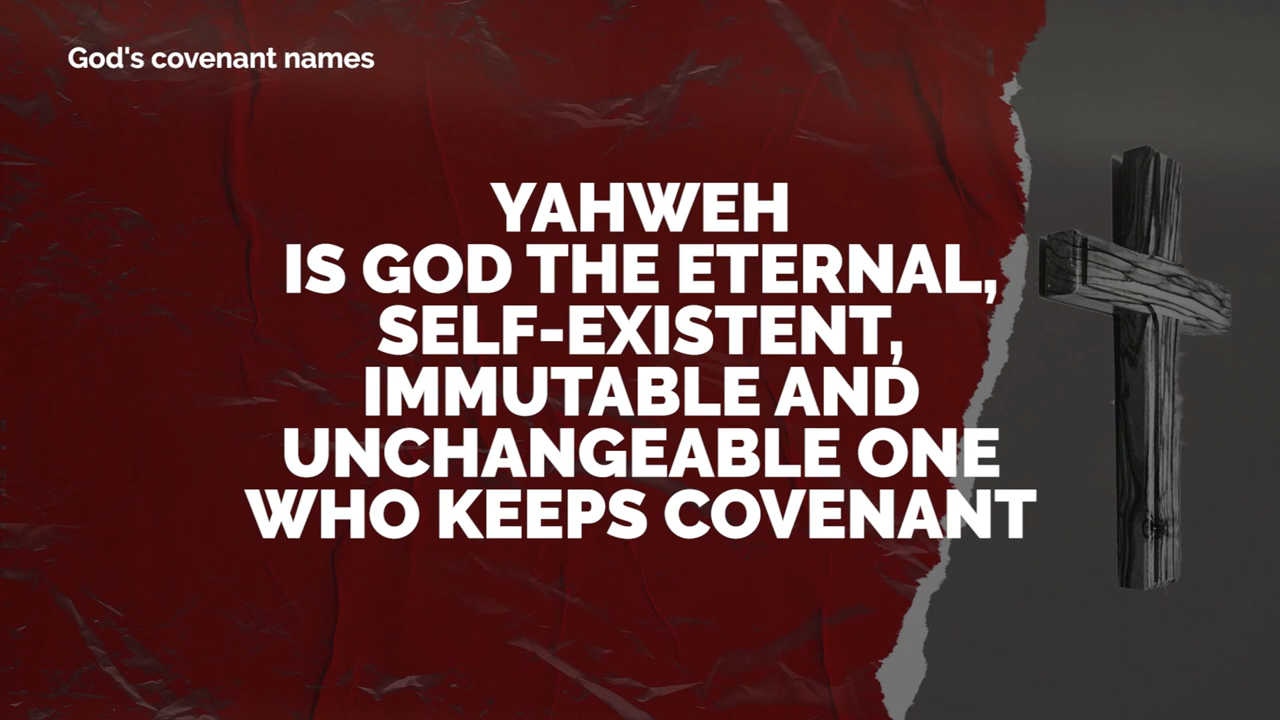 God's covenant names
YAHWEH
IS GOD THE ETERNAL,
SELF-EXISTENT,
IMMUTABLE AND
UNCHANGEABLE ONE
WHO KEEPS COVENANT